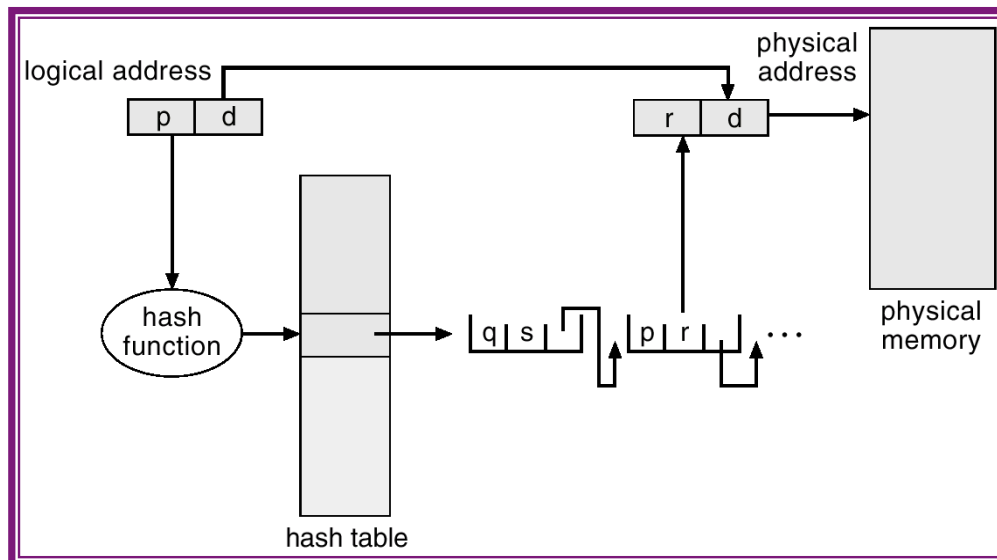 logical address
physical
address
p d
r d
hash
function
q s
p r
...
physical
memory
hash table